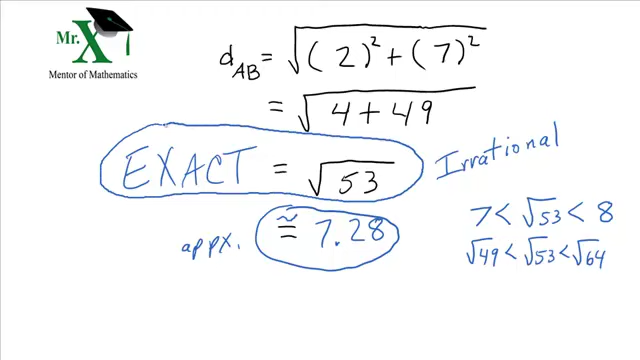 Mr.
X
Mentor of Mathematics
d_AB = √((2)² + (7)²)
= √(4 + 49)
EXACT = √53
Irrational
appx. ≅ 7.28
7 < √53 < 8
√49 < √53 < √64